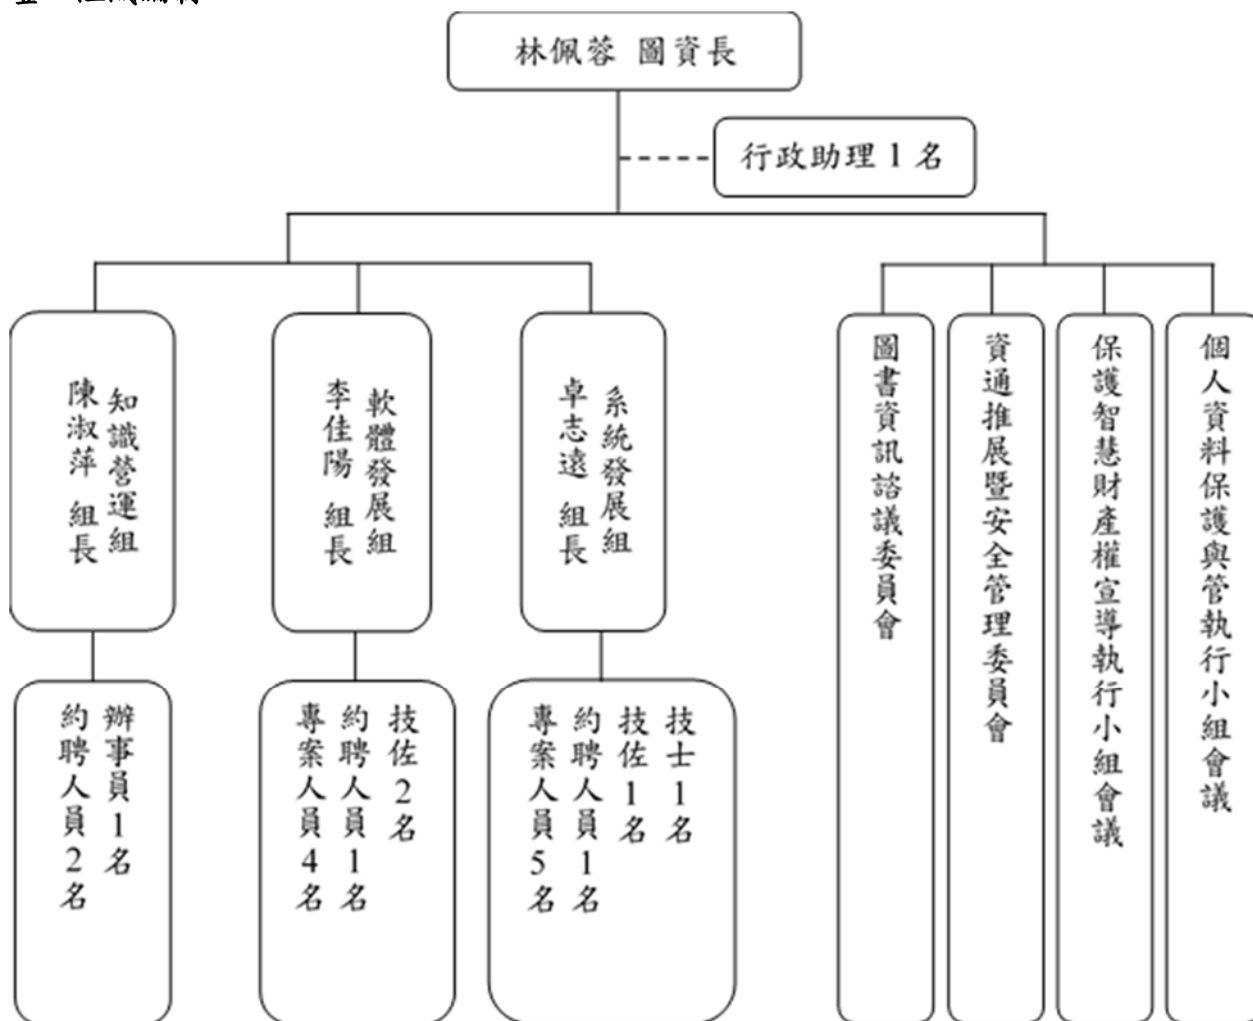 林佩蓉 圖資長
行政助理 1 名
知識營運組
陳淑萍 組長
軟體發展組
李佳陽 組長
系統發展組
卓志遠 組長
辦事員1名
約聘人員2名
技佐2名
約聘人員1名
專案人員4名
技士1名
技佐1名
約聘人員1名
專案人員5名
圖書資訊諮議委員會
資通推展暨安全管理委員會
保護智慧財產權宣導執行小組會議
個人資料保護與管執行小組會議